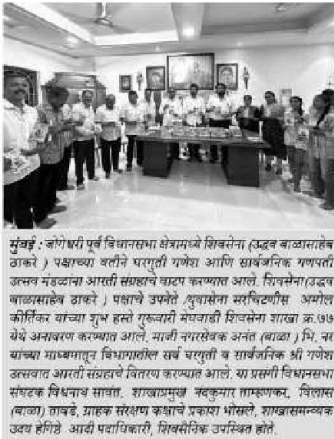 मुंबई : जोगेश्वरी पूर्व विधानसभा क्षेत्रामध्ये शिवसेना (उद्धव बाळासाहेब
ठाकरे ) पक्षाच्या वतीने घरगुती गणेश आणि सार्वजनिक गणपती
उत्सव मंडळांना आरती संग्रहाचे वाटप करण्यात आले. शिवसेना(उद्धव
बाळासाहेब ठाकरे ) पक्षाचे उपनेते /युवासेना सरचिटणीस अमोल
कीर्तिकर यांच्या शुभ हस्ते गुरूवारी मेघवाडी शिवसेना शाखा क्र.७७
येथे अनावरण करण्यात आले. माजी नगरसेवक अनंत (बाळा ) भि. नर
यांच्या माध्यमातून विभागातील सर्व घरगुती व सार्वजनिक श्री गणेश
उत्सवात आरती संग्रहाचे वितरण करण्यात आले. या प्रसंगी विधानसभा
संघटक विश्वनाथ सावंत, शाखाप्रमुख नंदकुमार ताम्हणकर, विलास
(बाळा) तावडे, ग्राहक संरक्षण कक्षाचे प्रकाश भोसले, शाखासमन्वयक
उदय हेगिष्टे आदी पदाधिकारी, शिवसैनिक उपस्थित होते.